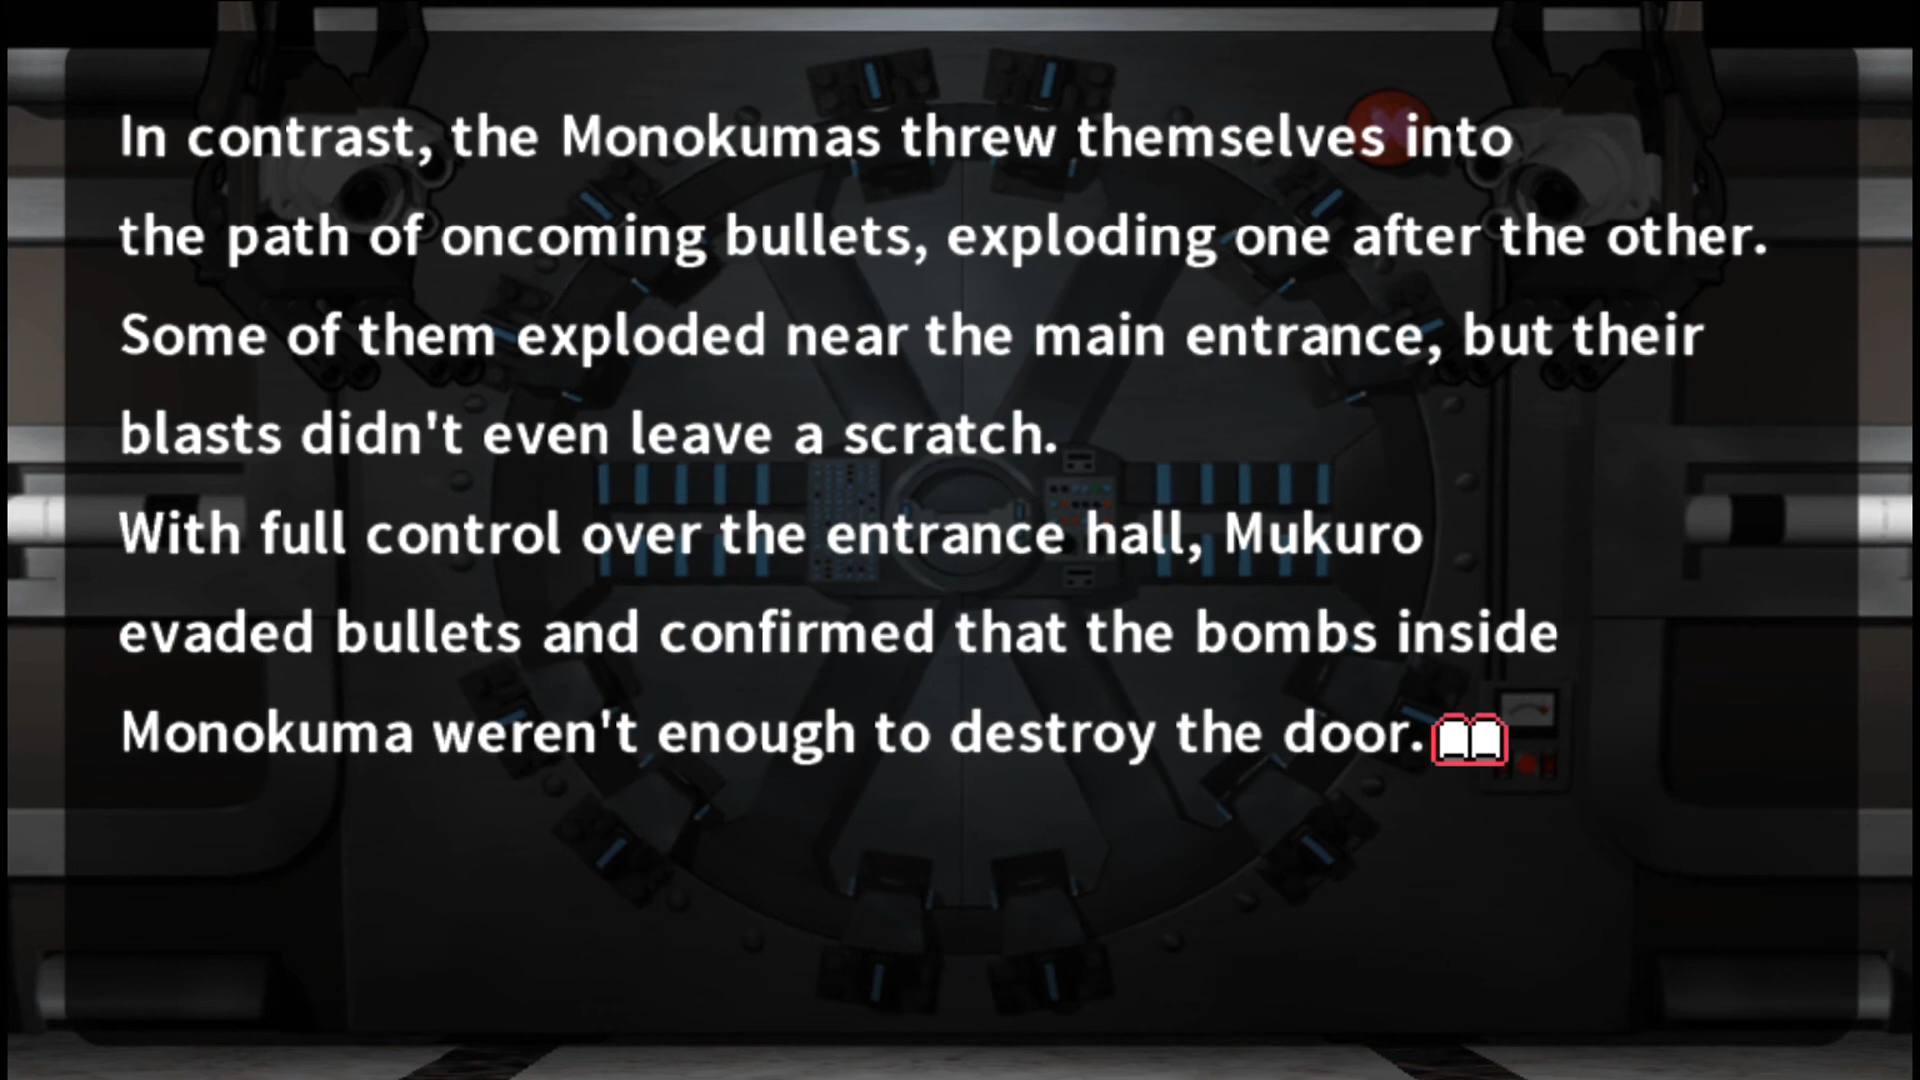 In contrast, the Monokumas threw themselves into
the path of oncoming bullets, exploding one after the other.
Some of them exploded near the main entrance, but their
blasts didn't even leave a scratch.
With full control over the entrance hall, Mukuro
evaded bullets and confirmed that the bombs inside
Monokuma weren't enough to destroy the door.